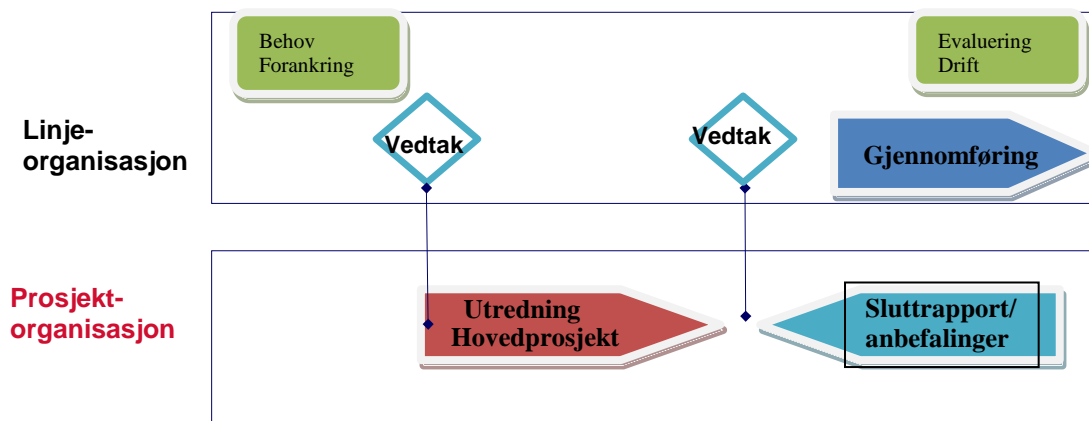 Behov
Forankring
Evaluering
Drift
Linje-
organisasjon
Vedtak
Vedtak
Gjennomføring
Prosjekt-
organisasjon
Utredning
Hovedprosjekt
Sluttrapport/
anbefalinger